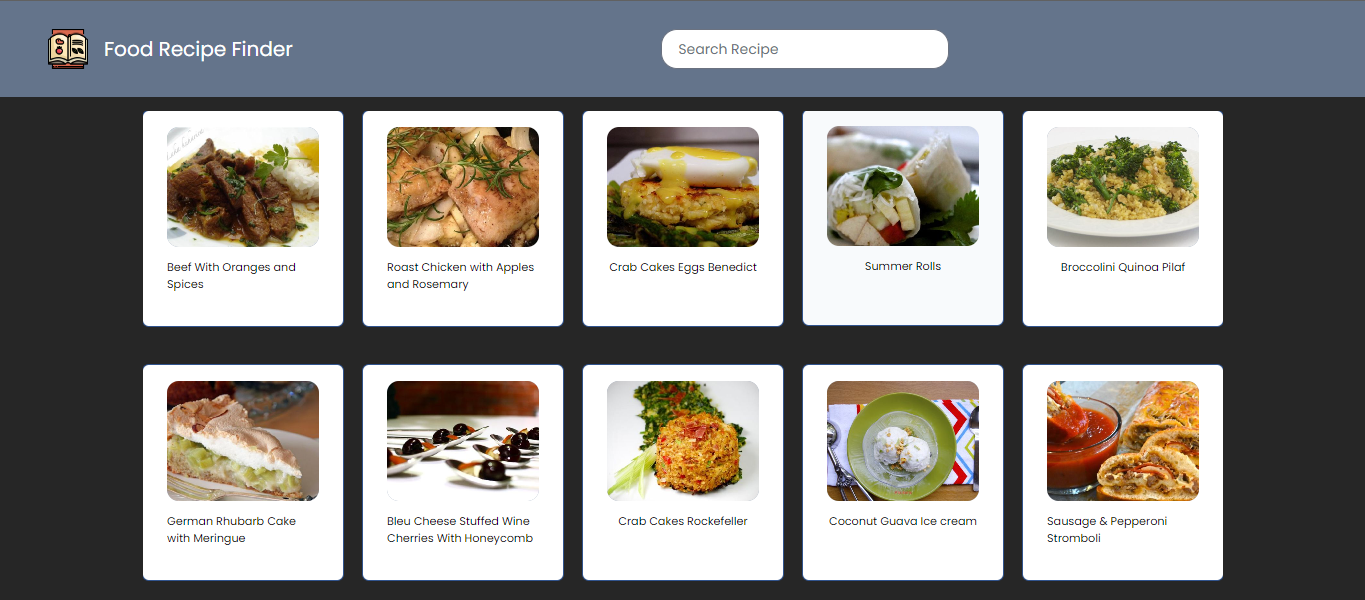 Food Recipe Finder
Search Recipe
Beef With Oranges and
Spices
Roast Chicken with Apples
and Rosemary
Crab Cakes Eggs Benedict
Summer Rolls
Broccolini Quinoa Pilaf
German Rhubarb Cake
with Meringue
Bleu Cheese Stuffed Wine
Cherries With Honeycomb
Crab Cakes Rockefeller
Coconut Guava Ice cream
Sausage & Pepperoni
Stromboli